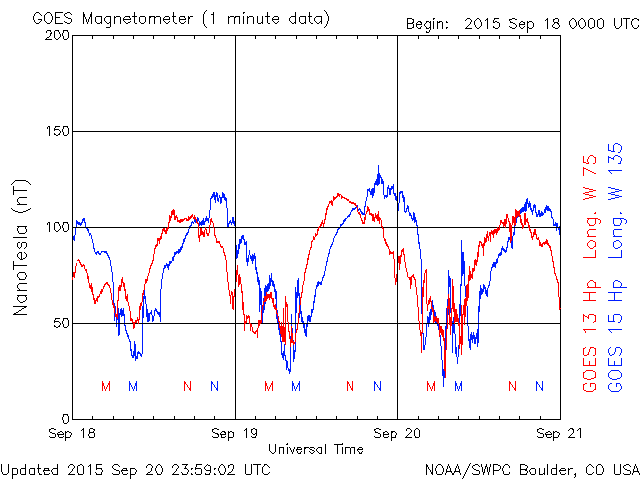 GOES Magnetometer (1 minute data)
Begin: 2015 Sep 18 0000 UTC
200
150
100
50
0
NanoTesla (nT)
M M N N M M N N M M N N
Sep 18 Sep 19 Sep 20 Sep 21
Universal Time
GOES 13 Hp Long. W 75
GOES 15 Hp Long. W 135
Updated 2015 Sep 20 23:59:02 UTC
NOAA/SWPC Boulder, CO USA